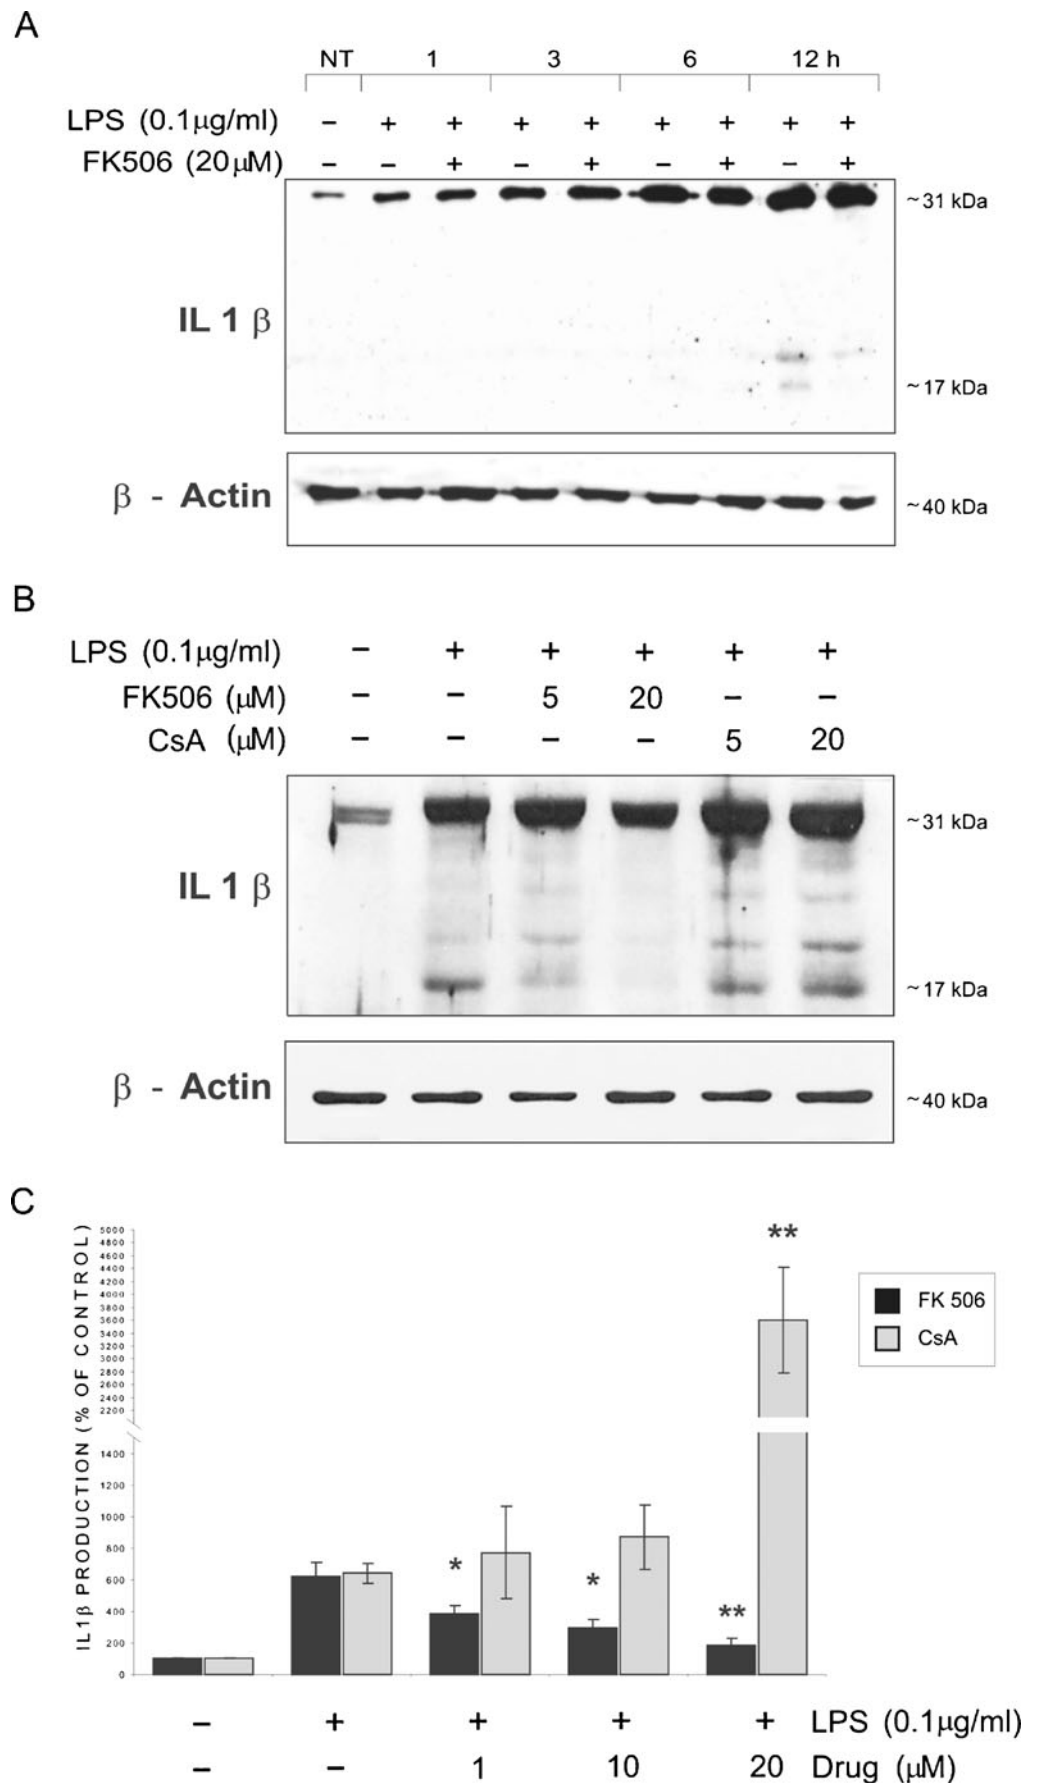 A
NT 1 3 6 12 h
LPS (0.1μg/ml) – + + + + + + + +
FK506 (20μM) – – + – + – + – +
~31 kDa
IL 1 β
~17 kDa
β - Actin
~40 kDa
B
LPS (0.1μg/ml) – + + + + +
FK506 (μM) – – 5 20 – –
CsA (μM) – – – – 5 20
~31 kDa
IL 1 β
~17 kDa
β - Actin
~40 kDa
C
IL1β PRODUCTION (% OF CONTROL)
5000
4800
4600
4400
4200
4000
3800
3600
3400
3200
3000
2800
2600
2400
2200
1400
1200
1000
800
600
400
200
0
* * ** **
FK 506
CsA
– + + + + LPS (0.1μg/ml)
– – 1 10 20 Drug (μM)